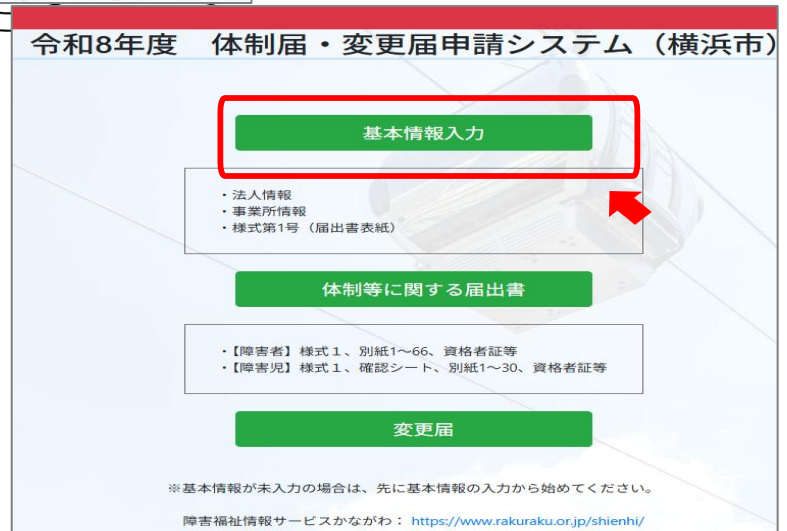 令和8年度　体制届・変更届申請システム（横浜市）
基本情報入力
・法人情報
・事業所情報
・様式第1号（届出書表紙）
体制等に関する届出書
・【障害者】様式１、別紙1～66、資格者証等
・【障害児】様式１、確認シート、別紙1～30、資格者証等
変更届
※基本情報が未入力の場合は、先に基本情報の入力から始めてください。
障害福祉情報サービスかながわ： https://www.rakuraku.or.jp/shienhi/